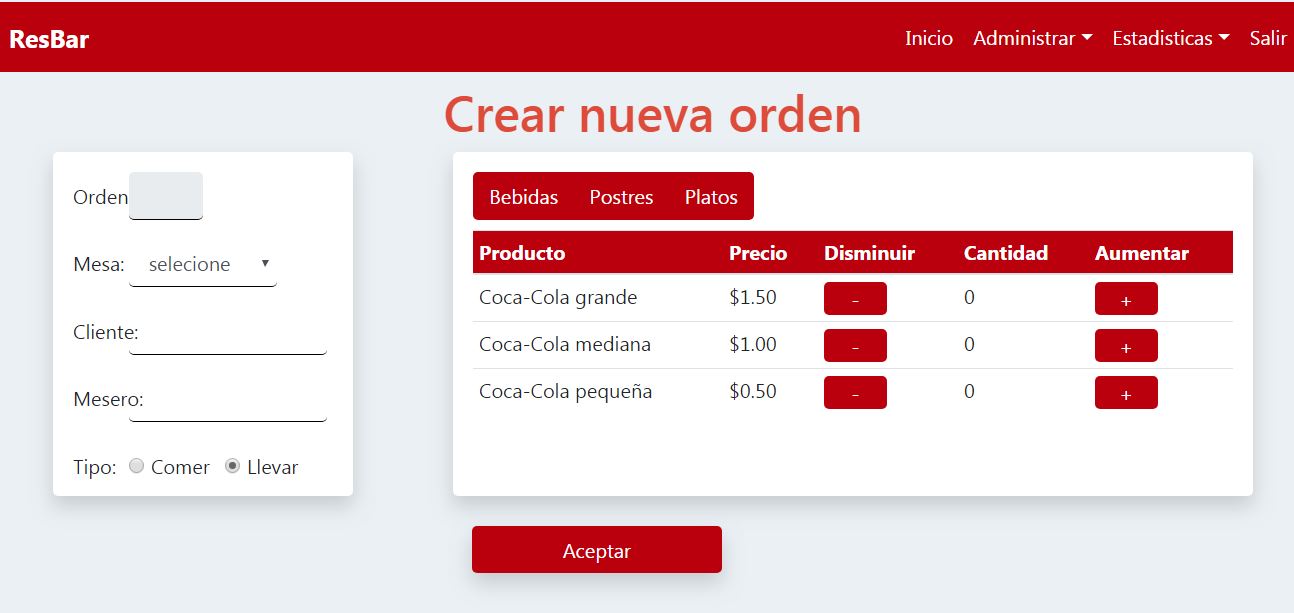 ResBar Inicio Administrar Estadisticas Salir
Crear nueva orden
Orden
Mesa: selecione
Cliente:
Mesero:
Tipo: Comer Llevar
Bebidas Postres Platos
Producto Precio Disminuir Cantidad Aumentar
Coca-Cola grande $1.50 - 0 +
Coca-Cola mediana $1.00 - 0 +
Coca-Cola pequeña $0.50 - 0 +
Aceptar